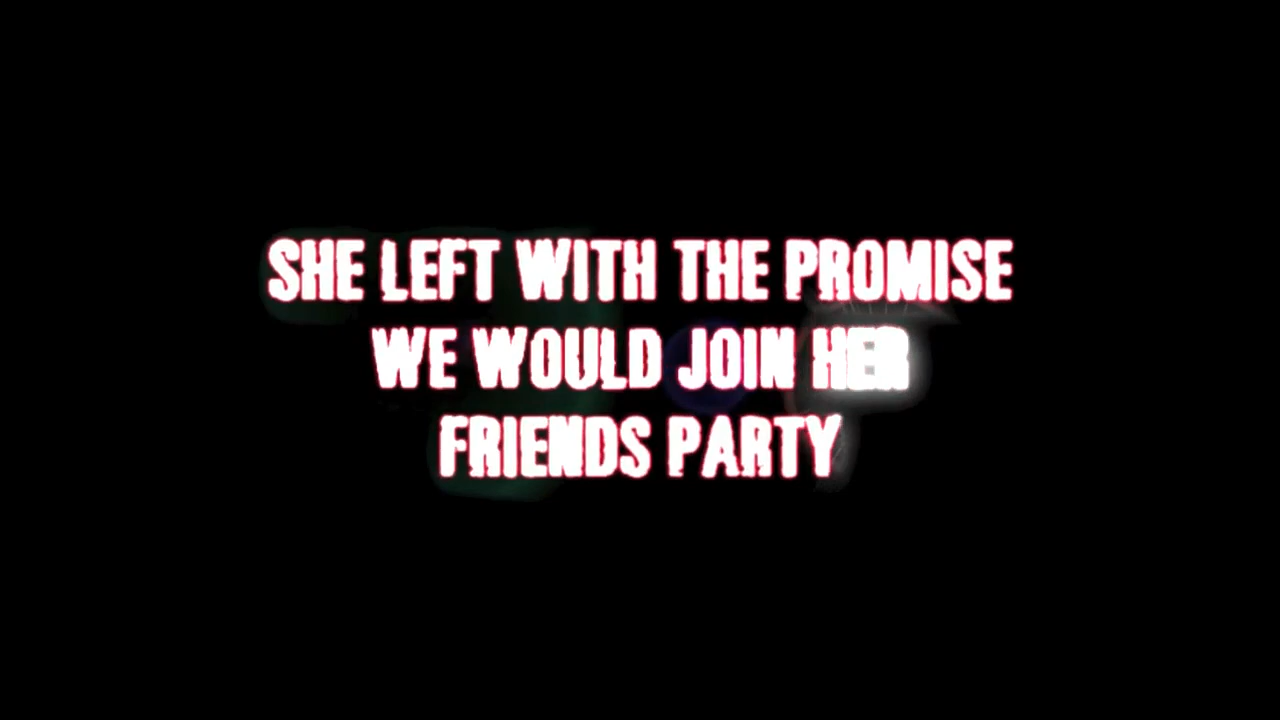 SHE LEFT WITH THE PROMISE
WE WOULD JOIN HER
FRIENDS PARTY